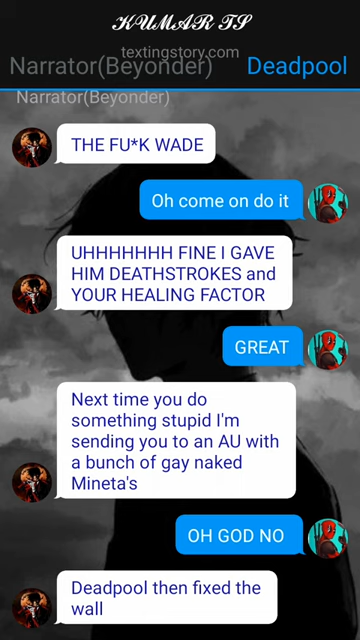 KUMAR TS
textingstory.com
Narrator(Beyonder) Deadpool
Narrator(Beyonder)
THE FU*K WADE
Oh come on do it
UHHHHHHH FINE I GAVE
HIM DEATHSTROKES and
YOUR HEALING FACTOR
GREAT
Next time you do
something stupid I'm
sending you to an AU with
a bunch of gay naked
Mineta's
OH GOD NO
Deadpool then fixed the
wall